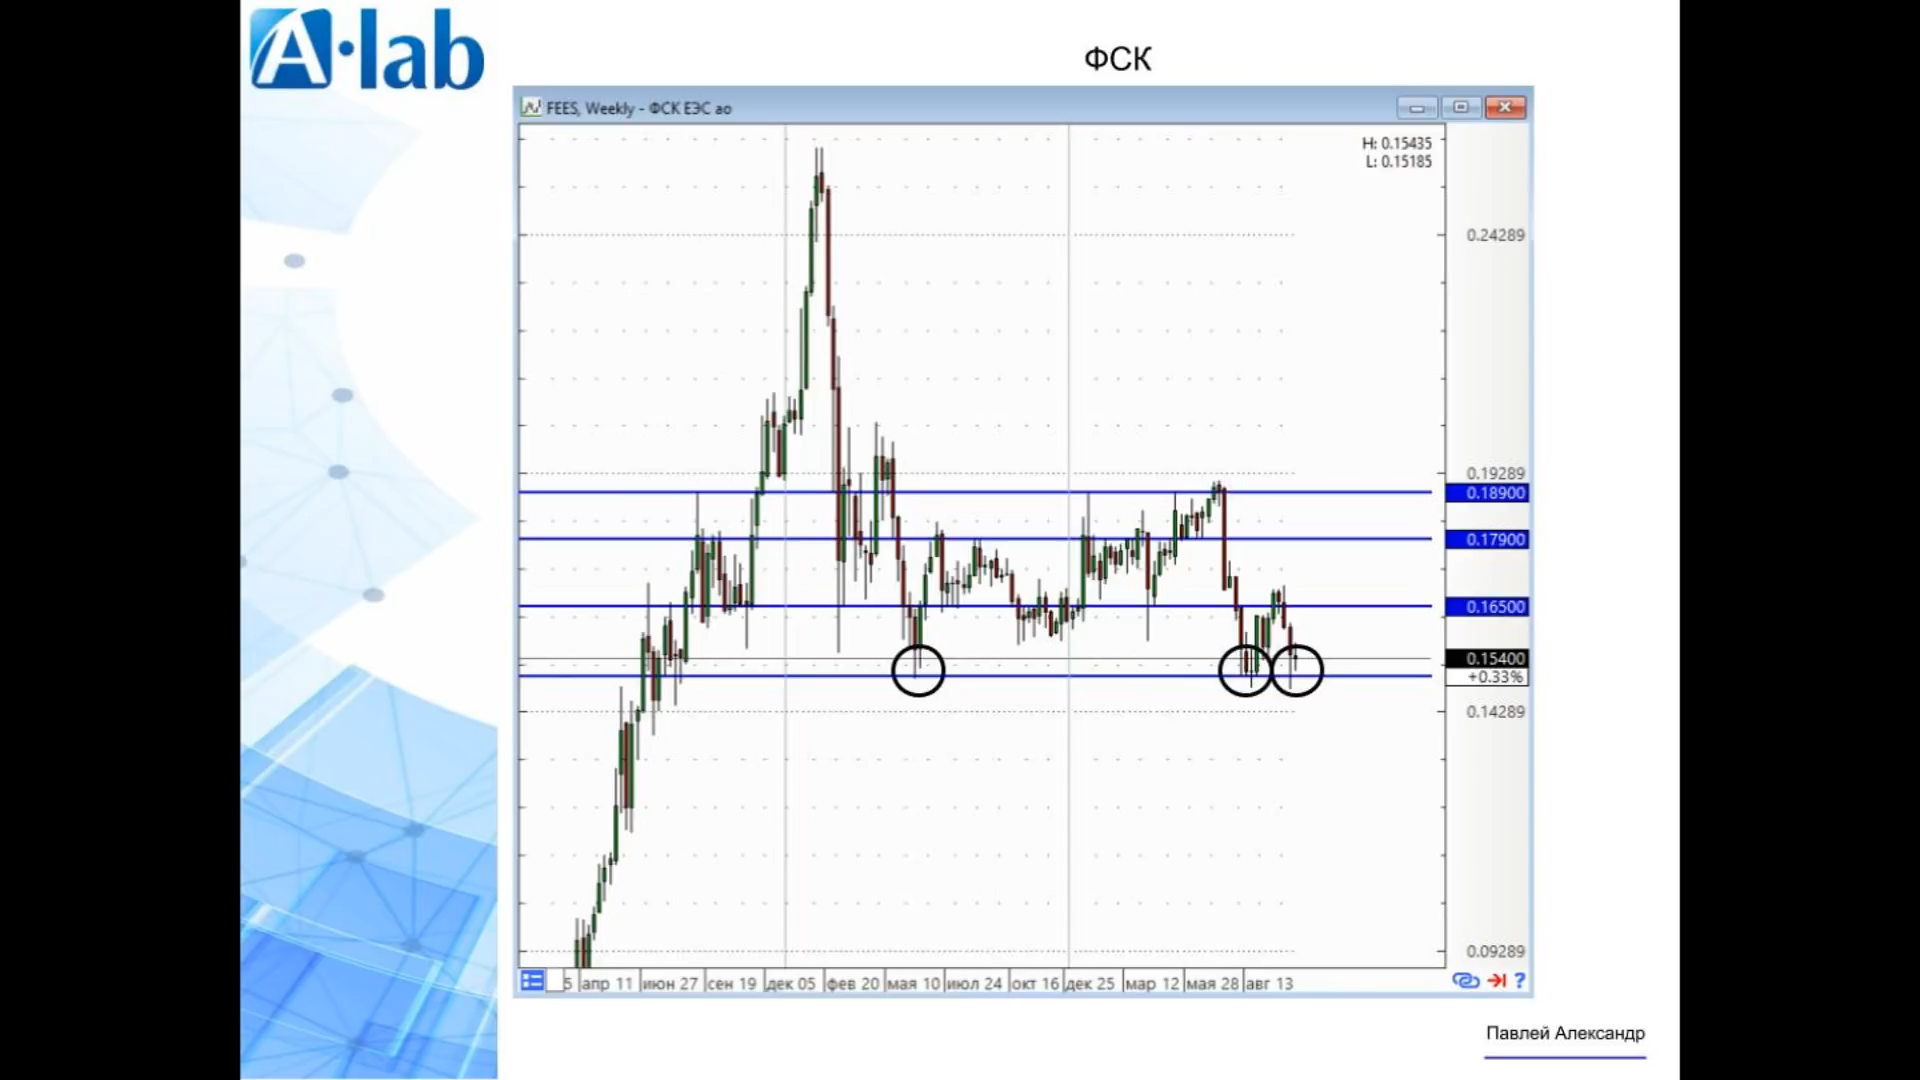 A·lab
ФСК
FEES, Weekly - ФСК ЕЭС ао
H: 0.15435
L: 0.15185
0.24289
0.19289
0.18900
0.17900
0.16500
0.15400
+0.33%
0.14289
0.09289
5 апр 11 июн 27 сен 19 дек 05 фев 20 мая 10 июл 24 окт 16 дек 25 мар 12 мая 28 авг 13
?
Павлей Александр